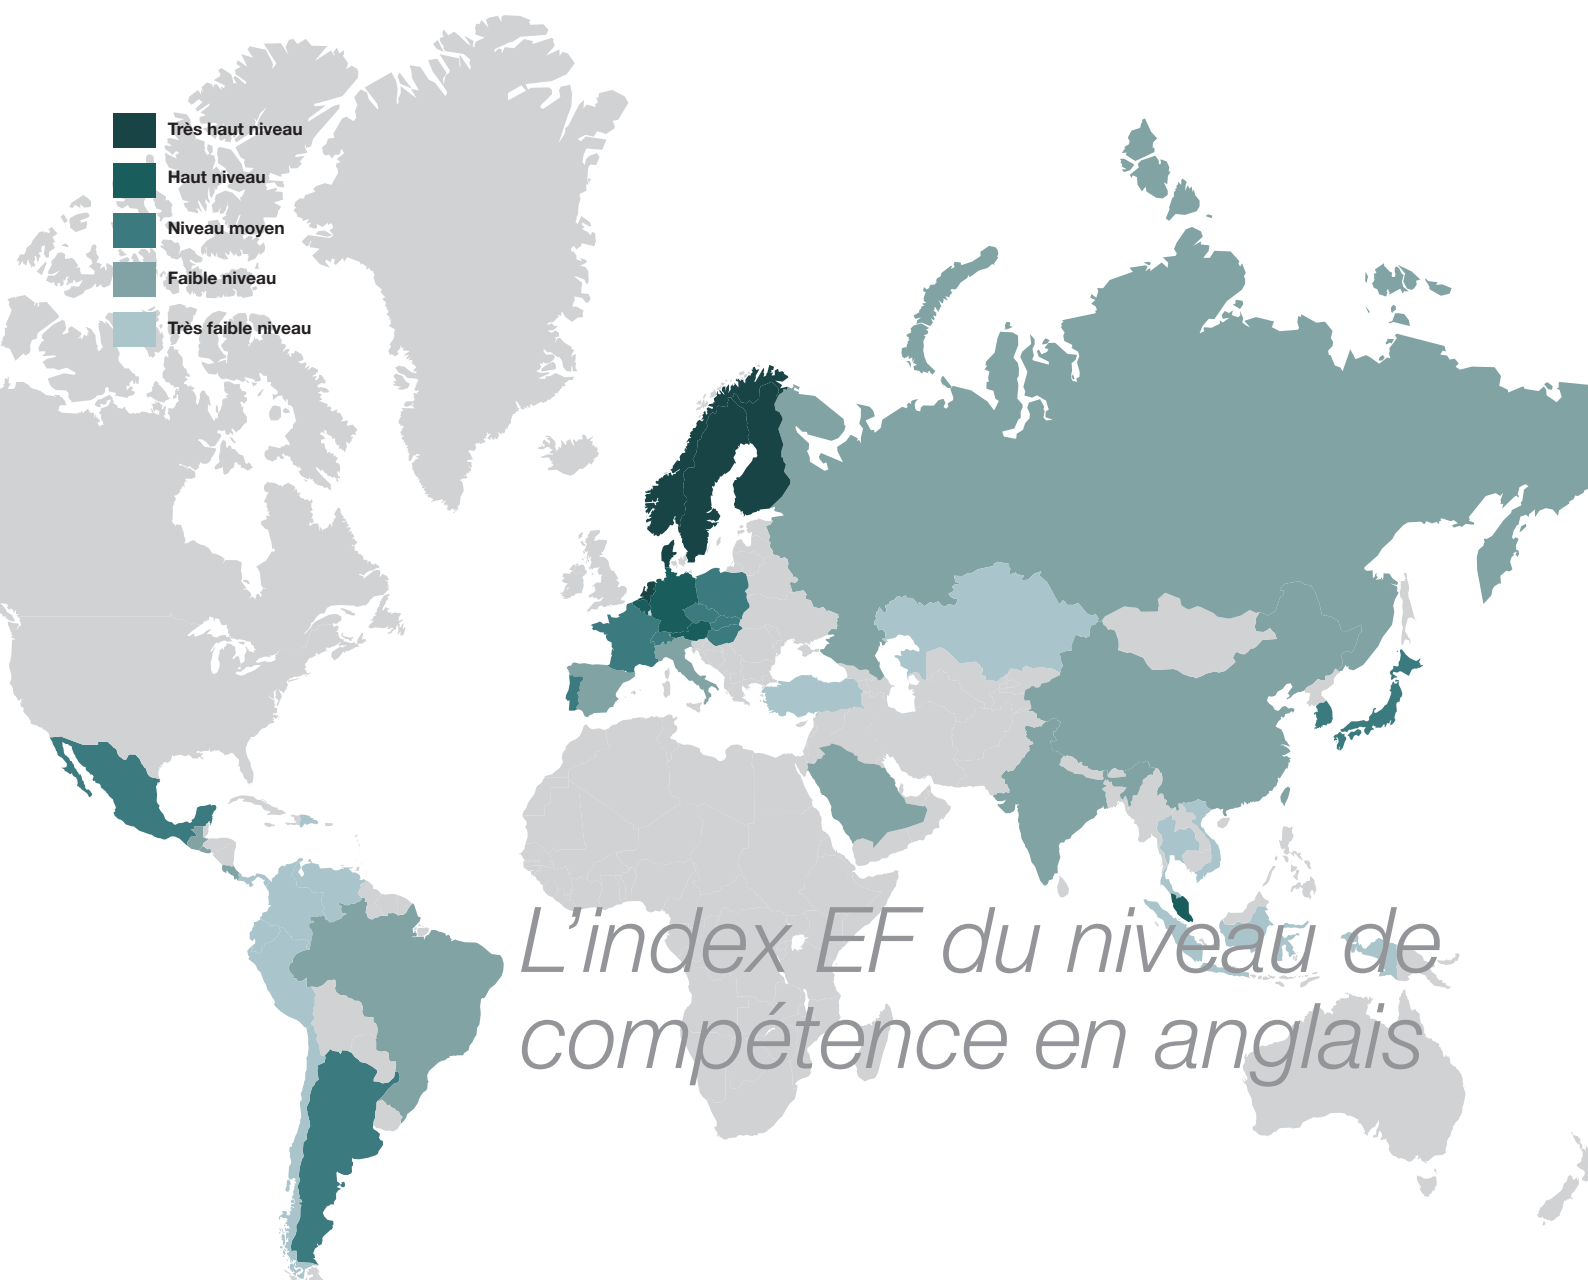 Très haut niveau
Haut niveau
Niveau moyen
Faible niveau
Très faible niveau
L’index EF du niveau de
compétence en anglais